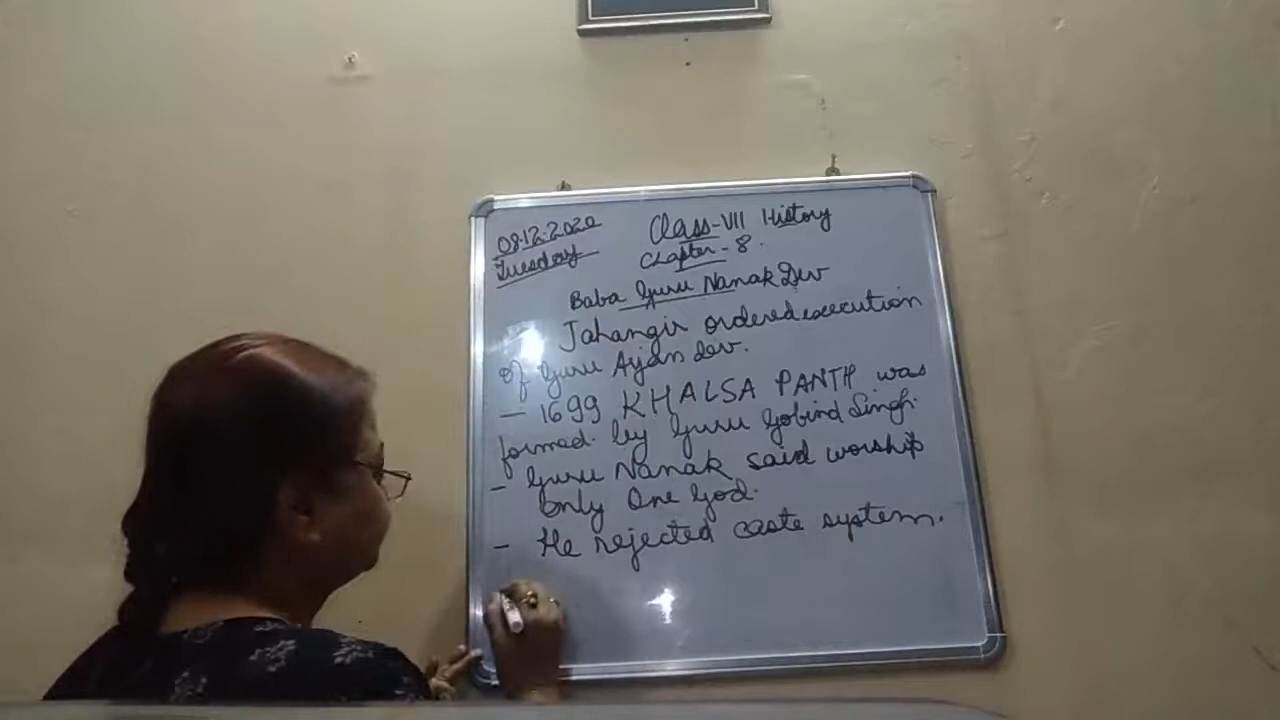 08.12.2020
Tuesday
Class-VII History
Chapter-8.
Baba Guru Nanak Dev
Jahangir ordered execution
of Guru Arjan Dev.
- 1699 KHALSA PANTH was
formed by Guru Gobind Singh.
- Guru Nanak said worship
only One God.
- He rejected caste system.